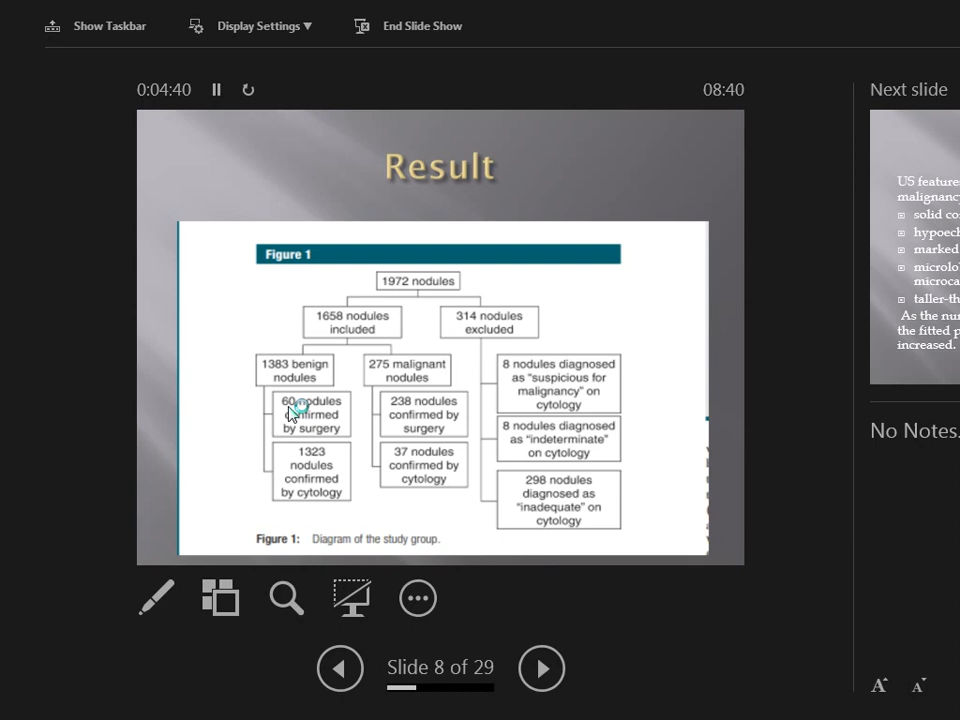 Show Taskbar
Display Settings ▼
End Slide Show
0:04:40
08:40
Next slide
Result
Figure 1
1972 nodules
1658 nodules
included
314 nodules
excluded
1383 benign
nodules
275 malignant
nodules
8 nodules diagnosed
as "suspicious for
malignancy" on
cytology
60 nodules
confirmed
by surgery
238 nodules
confirmed by
surgery
8 nodules diagnosed
as "indeterminate"
on cytology
1323
nodules
confirmed
by cytology
37 nodules
confirmed by
cytology
298 nodules
diagnosed as
"inadequate" on
cytology
Figure 1: Diagram of the study group.
US feature
malignancy
solid co
hypoech
marked
microlo
microca
taller-th
As the nu
the fitted p
increased.
No Notes.
Slide 8 of 29
A
A